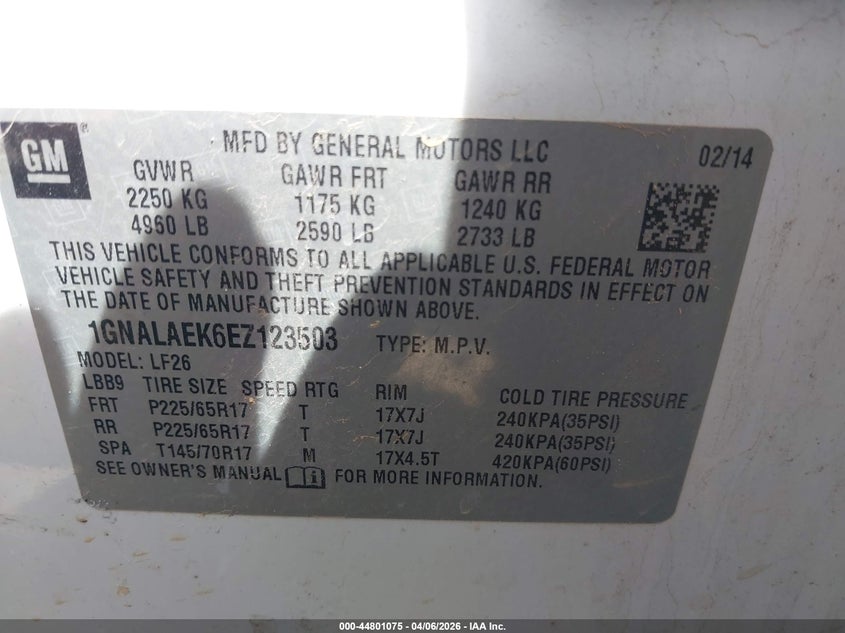 GM
®
MFD BY GENERAL MOTORS LLC 02/14
GVWR GAWR FRT GAWR RR
2250 KG 1175 KG 1240 KG
4960 LB 2590 LB 2733 LB
THIS VEHICLE CONFORMS TO ALL APPLICABLE U.S. FEDERAL MOTOR
VEHICLE SAFETY AND THEFT PREVENTION STANDARDS IN EFFECT ON
THE DATE OF MANUFACTURE SHOWN ABOVE.
1GNALAEK6EZ123503 TYPE: M.P.V.
MODEL: LF26
LBB9 TIRE SIZE SPEED RTG RIM COLD TIRE PRESSURE
FRT P225/65R17 T 17X7J 240KPA(35PSI)
RR P225/65R17 T 17X7J 240KPA(35PSI)
SPA T145/70R17 M 17X4.5T 420KPA(60PSI)
SEE OWNER'S MANUAL FOR MORE INFORMATION.
000-44801075 - 04/06/2026 - IAA Inc.